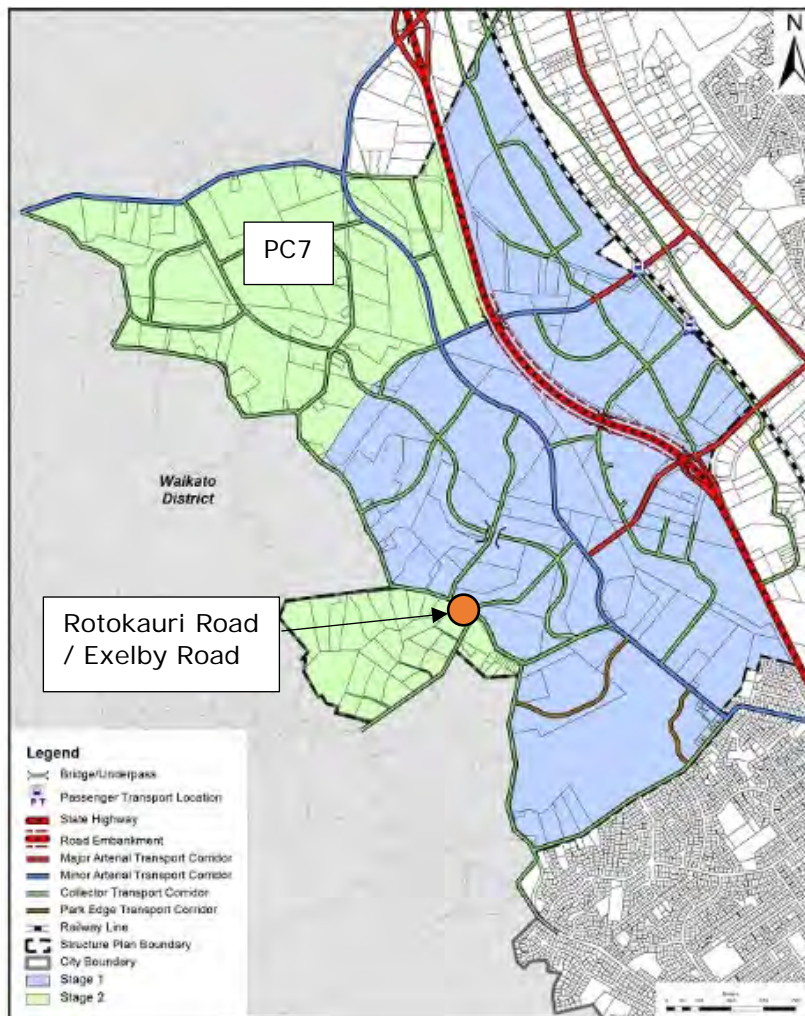 N
PC7
Waikato
District
Rotokauri Road
/ Exelby Road
Legend
Bridge/Underpass
Passenger Transport Location
State Highway
Road Embankment
Major Arterial Transport Corridor
Minor Arterial Transport Corridor
Collector Transport Corridor
Park Edge Transport Corridor
Railway Line
Structure Plan Boundary
City Boundary
Stage 1
Stage 2